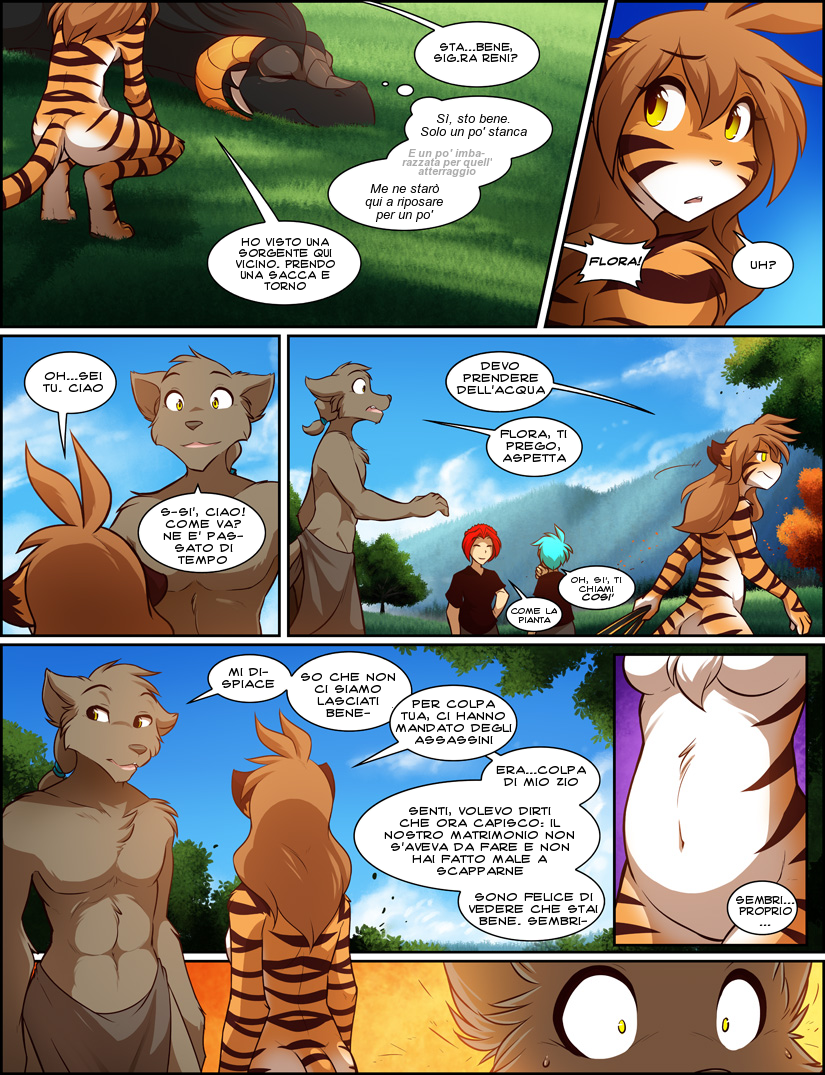 STA...BENE,
SIG.RA RENI?
SI, sto bene.
Solo un po' stanca
E un po' imba-
razzata per quell'
atterraggio
Me ne starò
qui a riposare
per un po'
HO VISTO UNA
SORGENTE QUI
VICINO. PRENDO
UNA SACCA E
TORNO
FLORA!
UH?
OH...SEI
TU. CIAO
S-SI', CIAO!
COME VA?
NE E' PAS-
SATO DI
TEMPO
DEVO
PRENDERE
DELL'ACQUA
FLORA, TI
PREGO,
ASPETTA
OH, SI', TI
CHIAMI
COSI'
COME LA
PIANTA
MI DI-
SPIACE
SO CHE NON
CI SIAMO
LASCIATI
BENE-
PER COLPA
TUA, CI HANNO
MANDATO DEGLI
ASSASSINI
ERA...COLPA
DI MIO ZIO
SENTI, VOLEVO DIRTI
CHE ORA CAPISCO: IL
NOSTRO MATRIMONIO NON
S'AVEVA DA FARE E NON
HAI FATTO MALE A
SCAPPARNE
SONO FELICE DI
VEDERE CHE STAI
BENE. SEMBRI-
SEMBRI...
PROPRIO
...